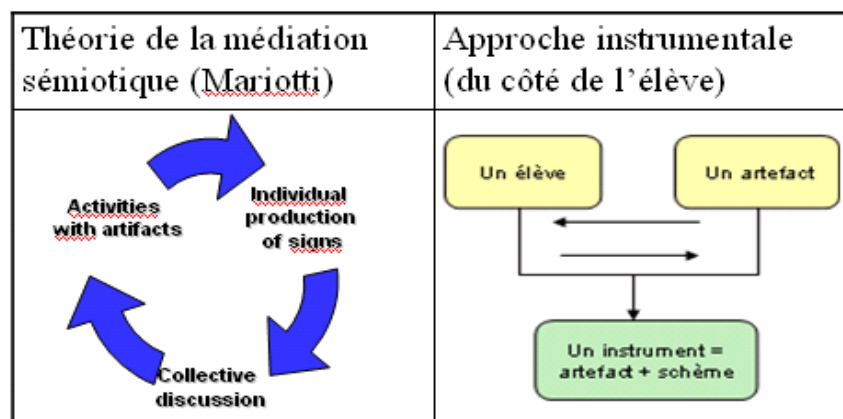 Théorie de la médiation
sémiotique (Mariotti)
Approche instrumentale
(du côté de l'élève)
Activities
with artifacts
Individual
production
of signs
Collective
discussion
Un élève
Un artefact
Un instrument =
artefact + schème